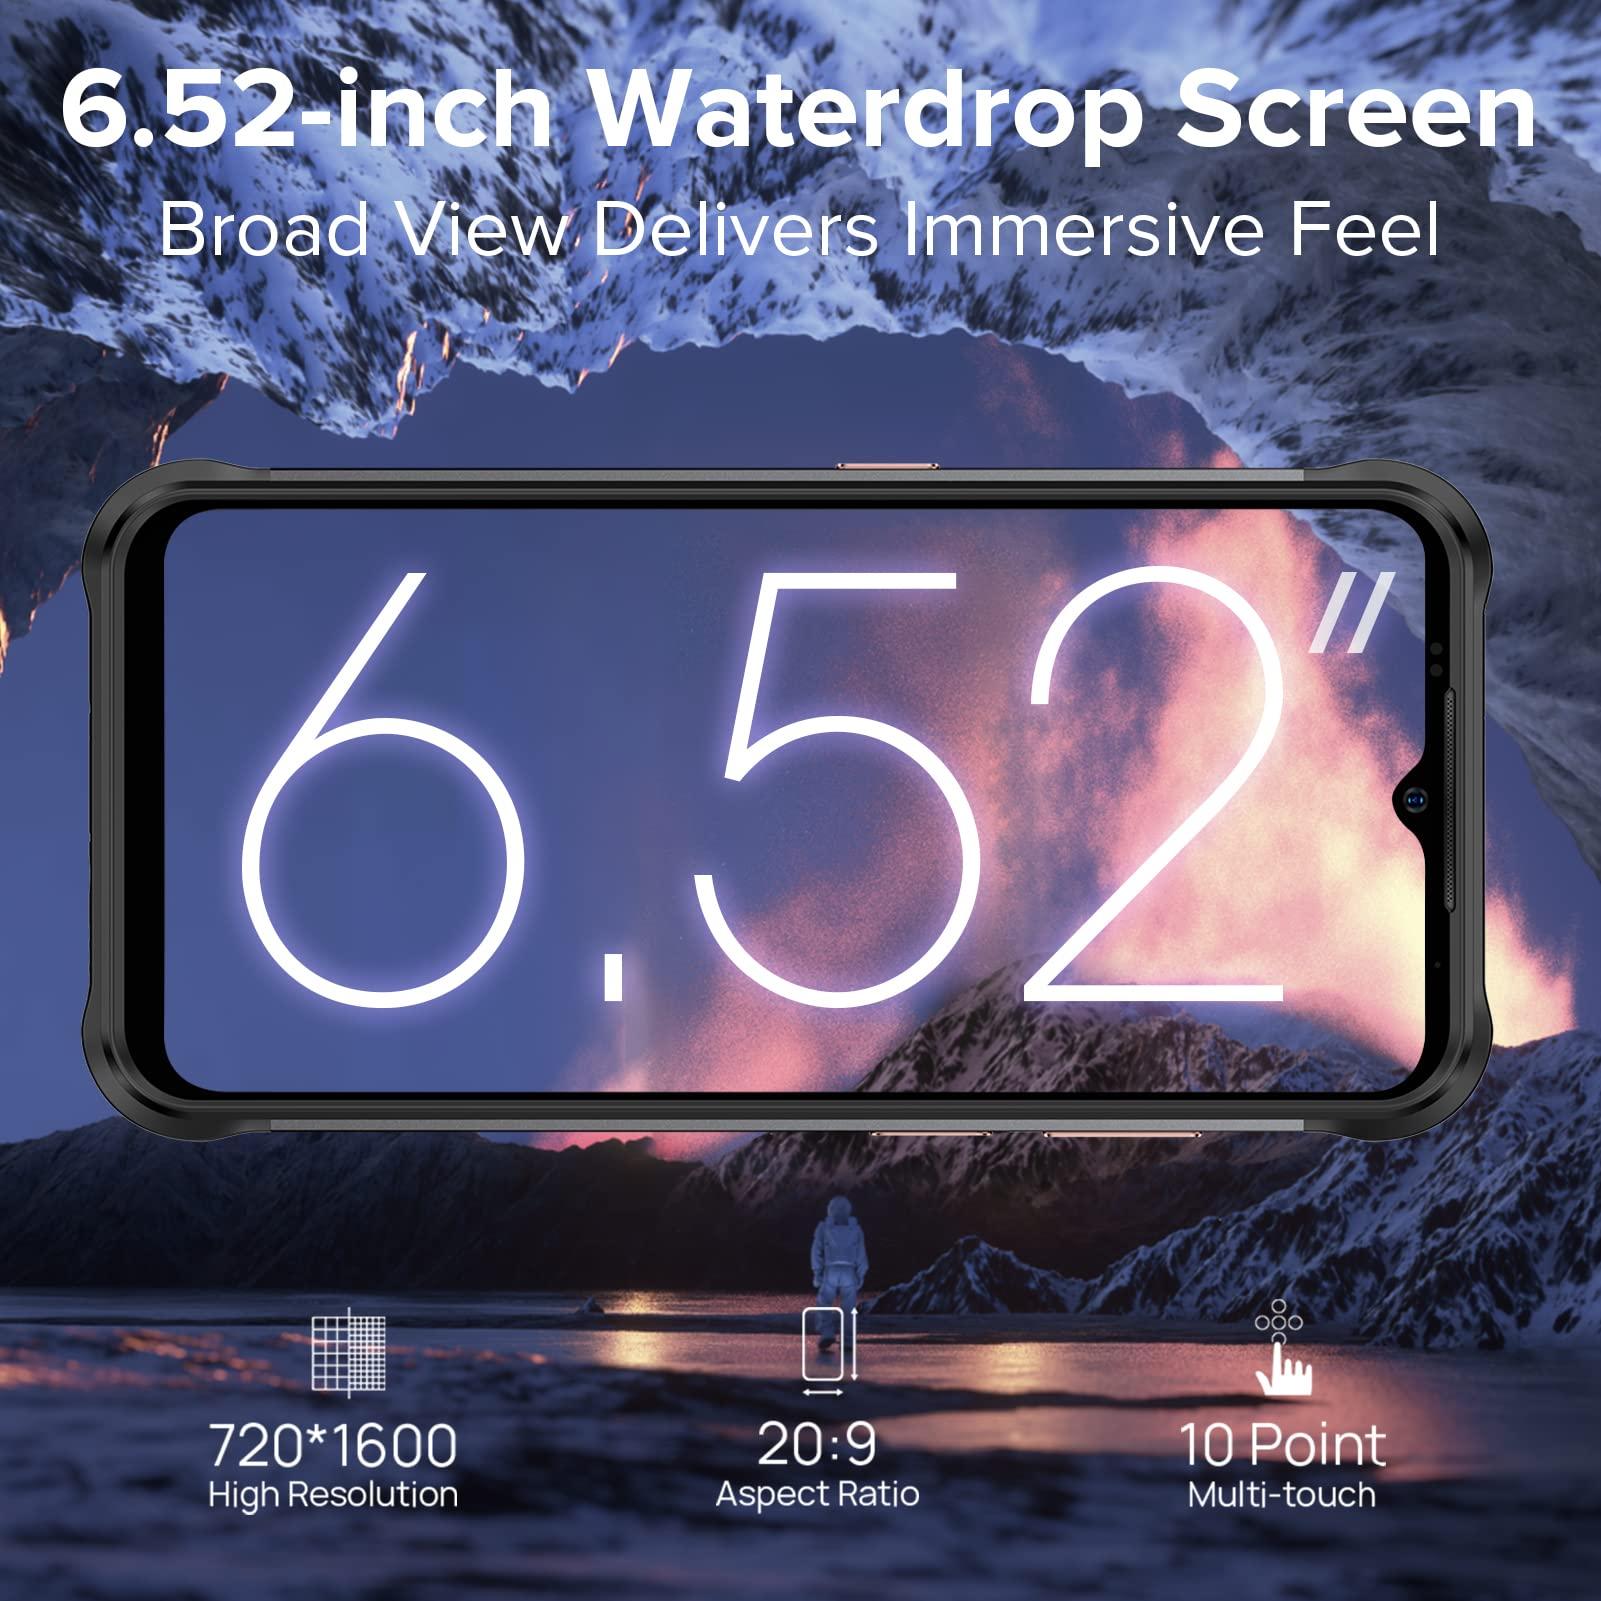 6.52-inch Waterdrop Screen
Broad View Delivers Immersive Feel
6.52"
720*1600
High Resolution
20:9
Aspect Ratio
10 Point
Multi-touch